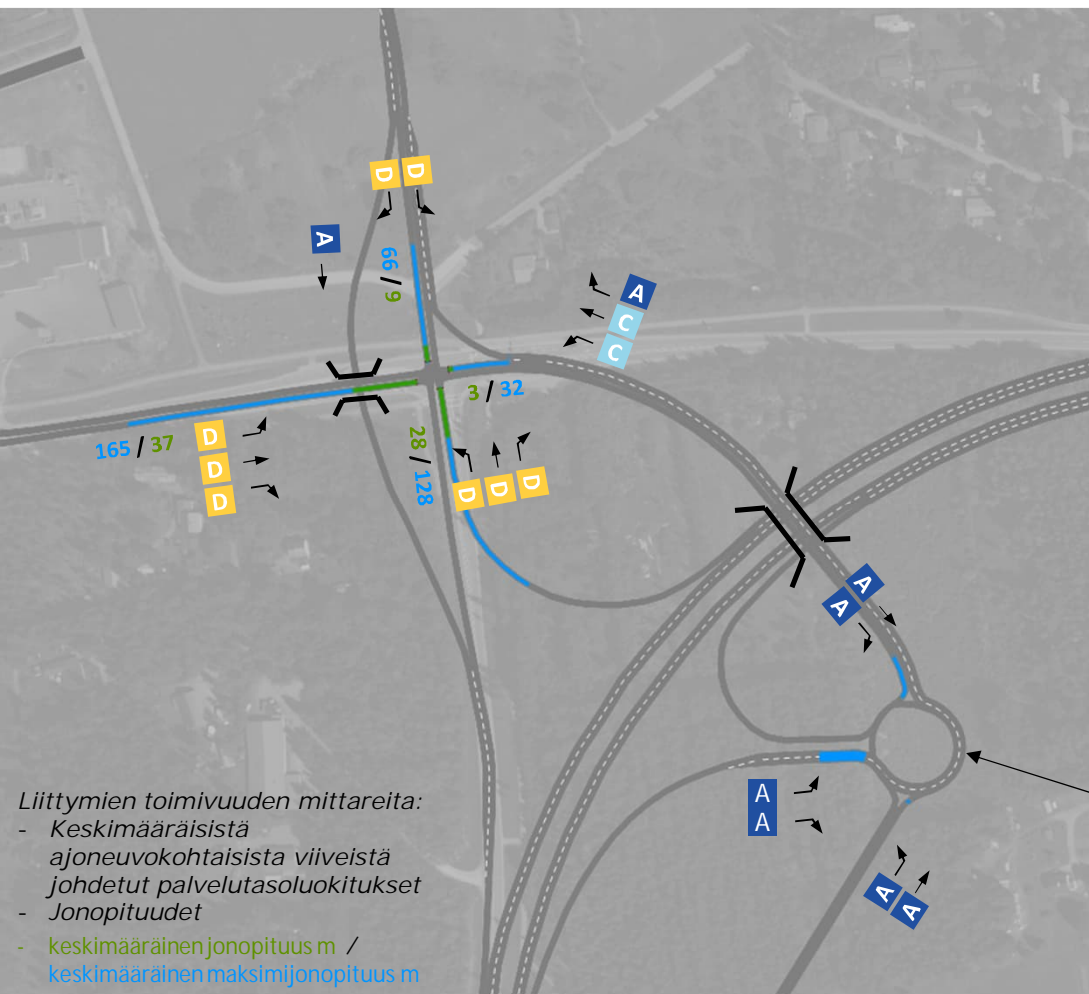 D D
A
66 / 9
A
C
C
3 / 32
165 / 37
D
D
D
28 / 128
D D D
A
A
A
A
A A
Liittymien toimivuuden mittareita:
- Keskimääräisistä
ajoneuvokohtaisista viiveistä
johdetut palvelutasoluokitukset
- Jonopituudet
- keskimääräinen jonopituus m /
keskimääräinen maksimijonopituus m